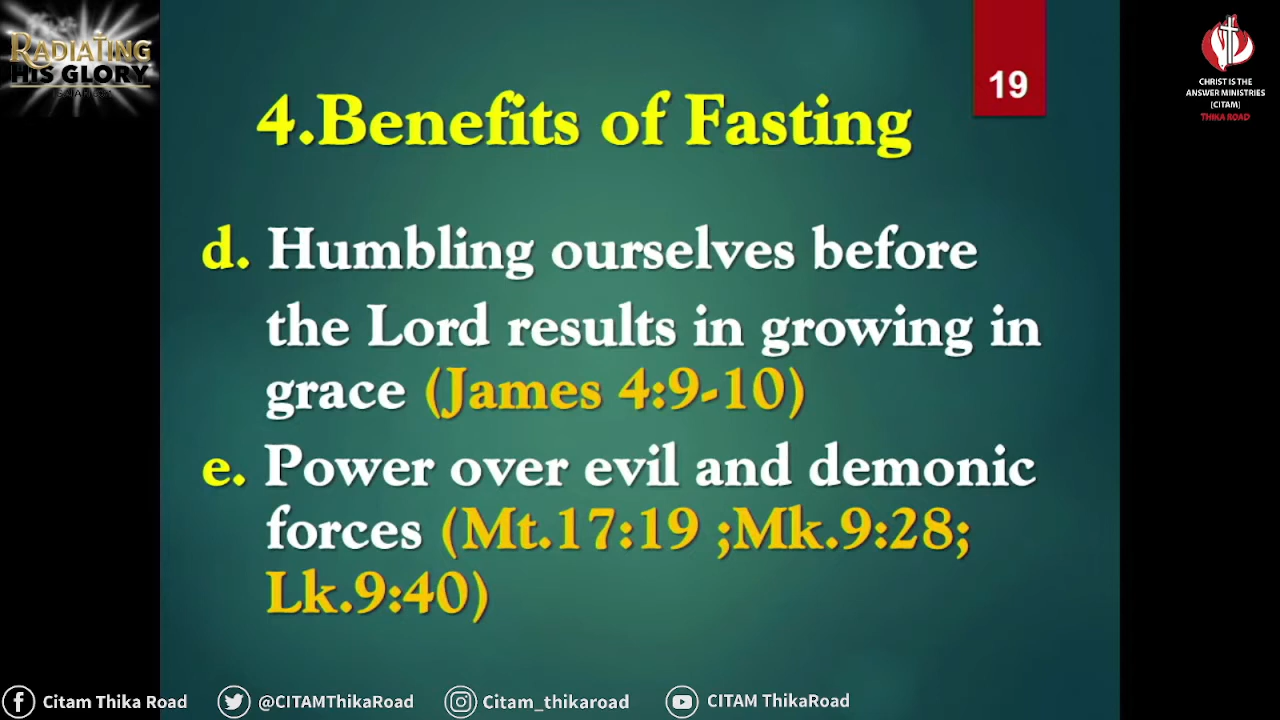 RADIATING
HIS GLORY
19
CHRIST IS THE
ANSWER MINISTRIES
(CITAM)
THIKA ROAD
4.Benefits of Fasting
d. Humbling ourselves before
the Lord results in growing in
grace (James 4:9-10)
e. Power over evil and demonic
forces (Mt.17:19 ;Mk.9:28;
Lk.9:40)
Citam Thika Road
@CITAMThikaRoad
Citam_thikaroad
CITAM ThikaRoad